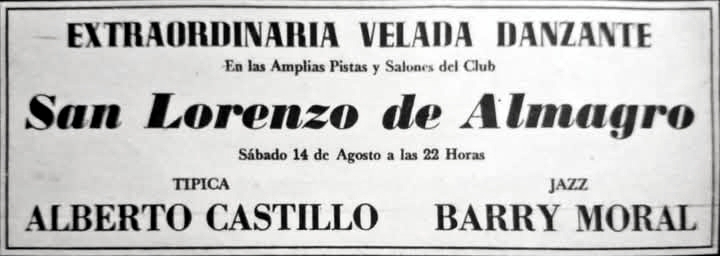 EXTRAORDINARIA VELADA DANZANTE
En las Amplias Pistas y Salones del Club
San Lorenzo de Almagro
Sábado 14 de Agosto a las 22 Horas
TIPICA JAZZ
ALBERTO CASTILLO BARRY MORAL